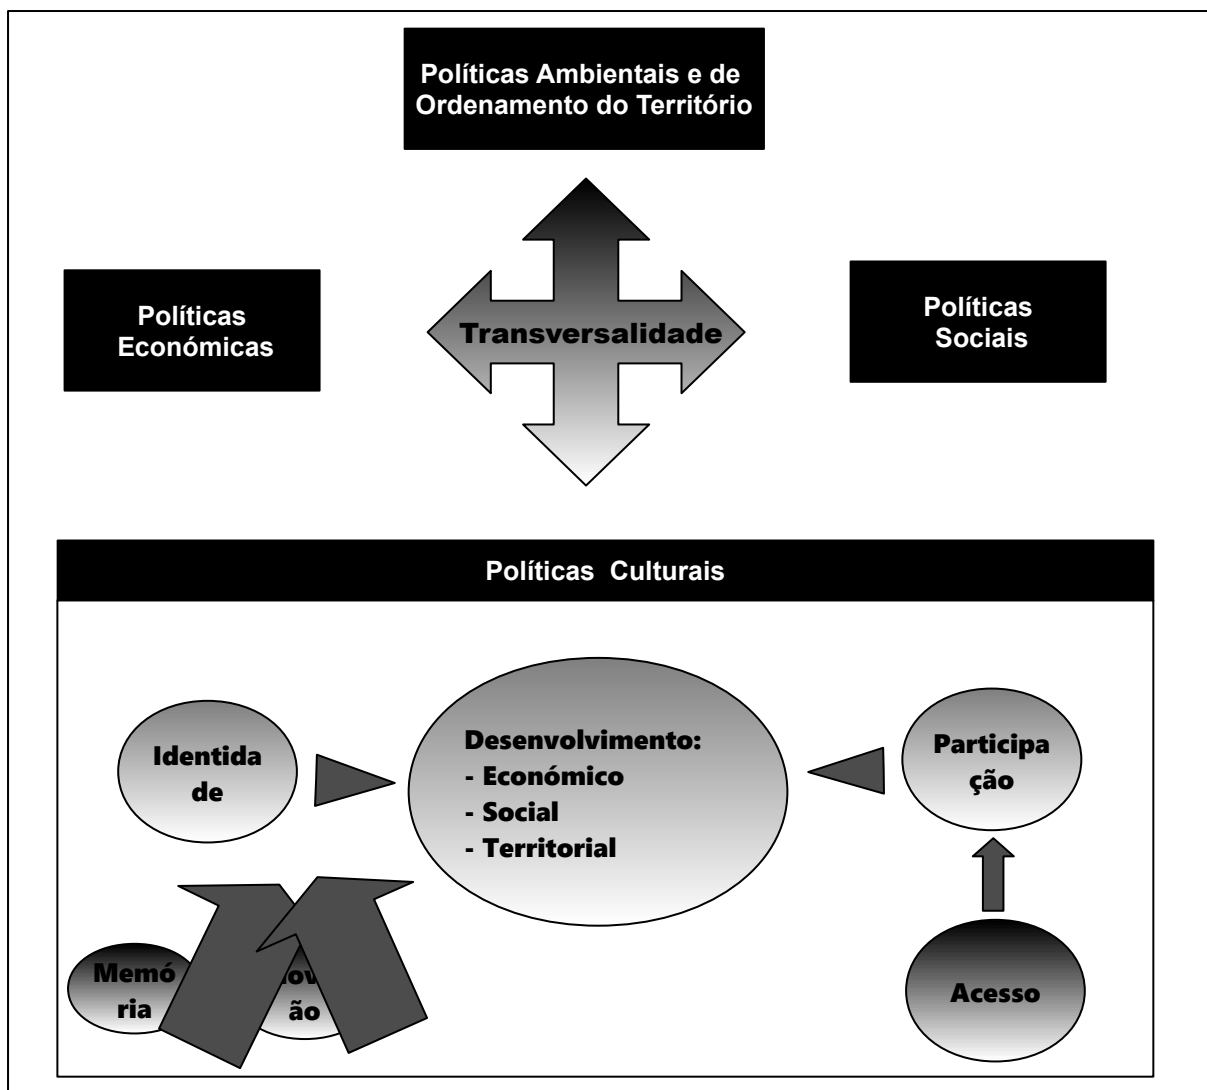 Políticas Ambientais e de
Ordenamento do Território
Políticas
Económicas
Transversalidade
Políticas
Sociais
Políticas Culturais
Identida
de
Desenvolvimento:
- Económico
- Social
- Territorial
Participa
ção
Memó
ria
ão
Acesso